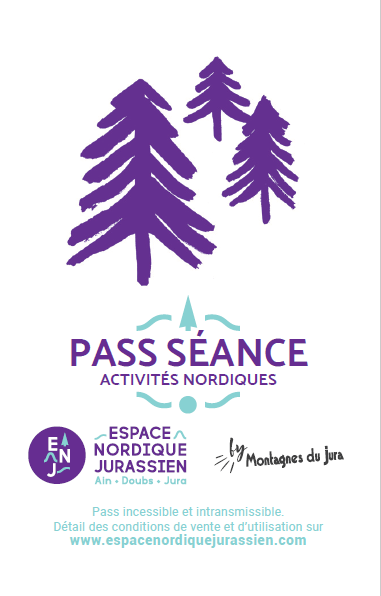 PASS SÉANCE
ACTIVITÉS NORDIQUES
ENJ
ESPACE
NORDIQUE
JURASSIEN
Ain • Doubs • Jura
by
Montagnes du Jura
Pass incessible et intransmissible.
Détail des conditions de vente et d'utilisation sur
www.espacenordiquejurassien.com